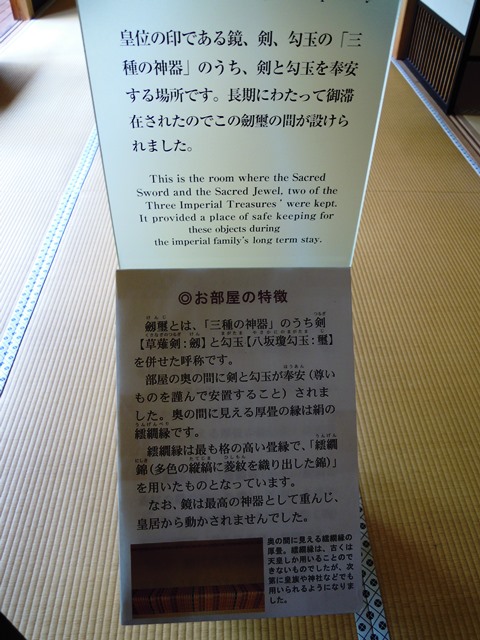 皇位の印である鏡、剣、勾玉の「三
種の神器」のうち、剣と勾玉を奉安
する場所です。長期にわたって御滞
在されたのでこの劒璽の間が設けら
れました。
This is the room where the Sacred
Sword and the Sacred Jewel, two of the
Three Imperial Treasures’ were kept.
It provided a place of safe keeping for
these objects during
the imperial family's long term stay.
◎お部屋の特徴
劒璽とは、「三種の神器」のうち剣
【草薙剣:劒】と勾玉【八坂瓊勾玉:璽】
を併せた呼称です。
部屋の奥の間に剣と勾玉が奉安(尊い
ものを謹んで安置すること)されま
した。奥の間に見える厚畳の縁は絹の
繧繝縁です。
繧繝縁は最も格の高い畳縁で、「繧繝
錦(多色の縦縞に菱紋を織り出した錦)」
を用いたものとなっています。
なお、鏡は最高の神器として重んじ、
皇居から動かされませんでした。
奥の間に見える繧繝縁の
厚畳。繧繝縁は、古くは
天皇しか用いることので
きないものでしたが、次
第に皇族や神社などでも
用いられるようになりま
した。